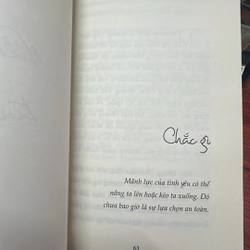 Chắc gì
Mãnh lực của tình yêu có thể
nâng ta lên hoặc kéo ta xuống. Đó
chưa bao giờ là sự lựa chọn an toàn.
61